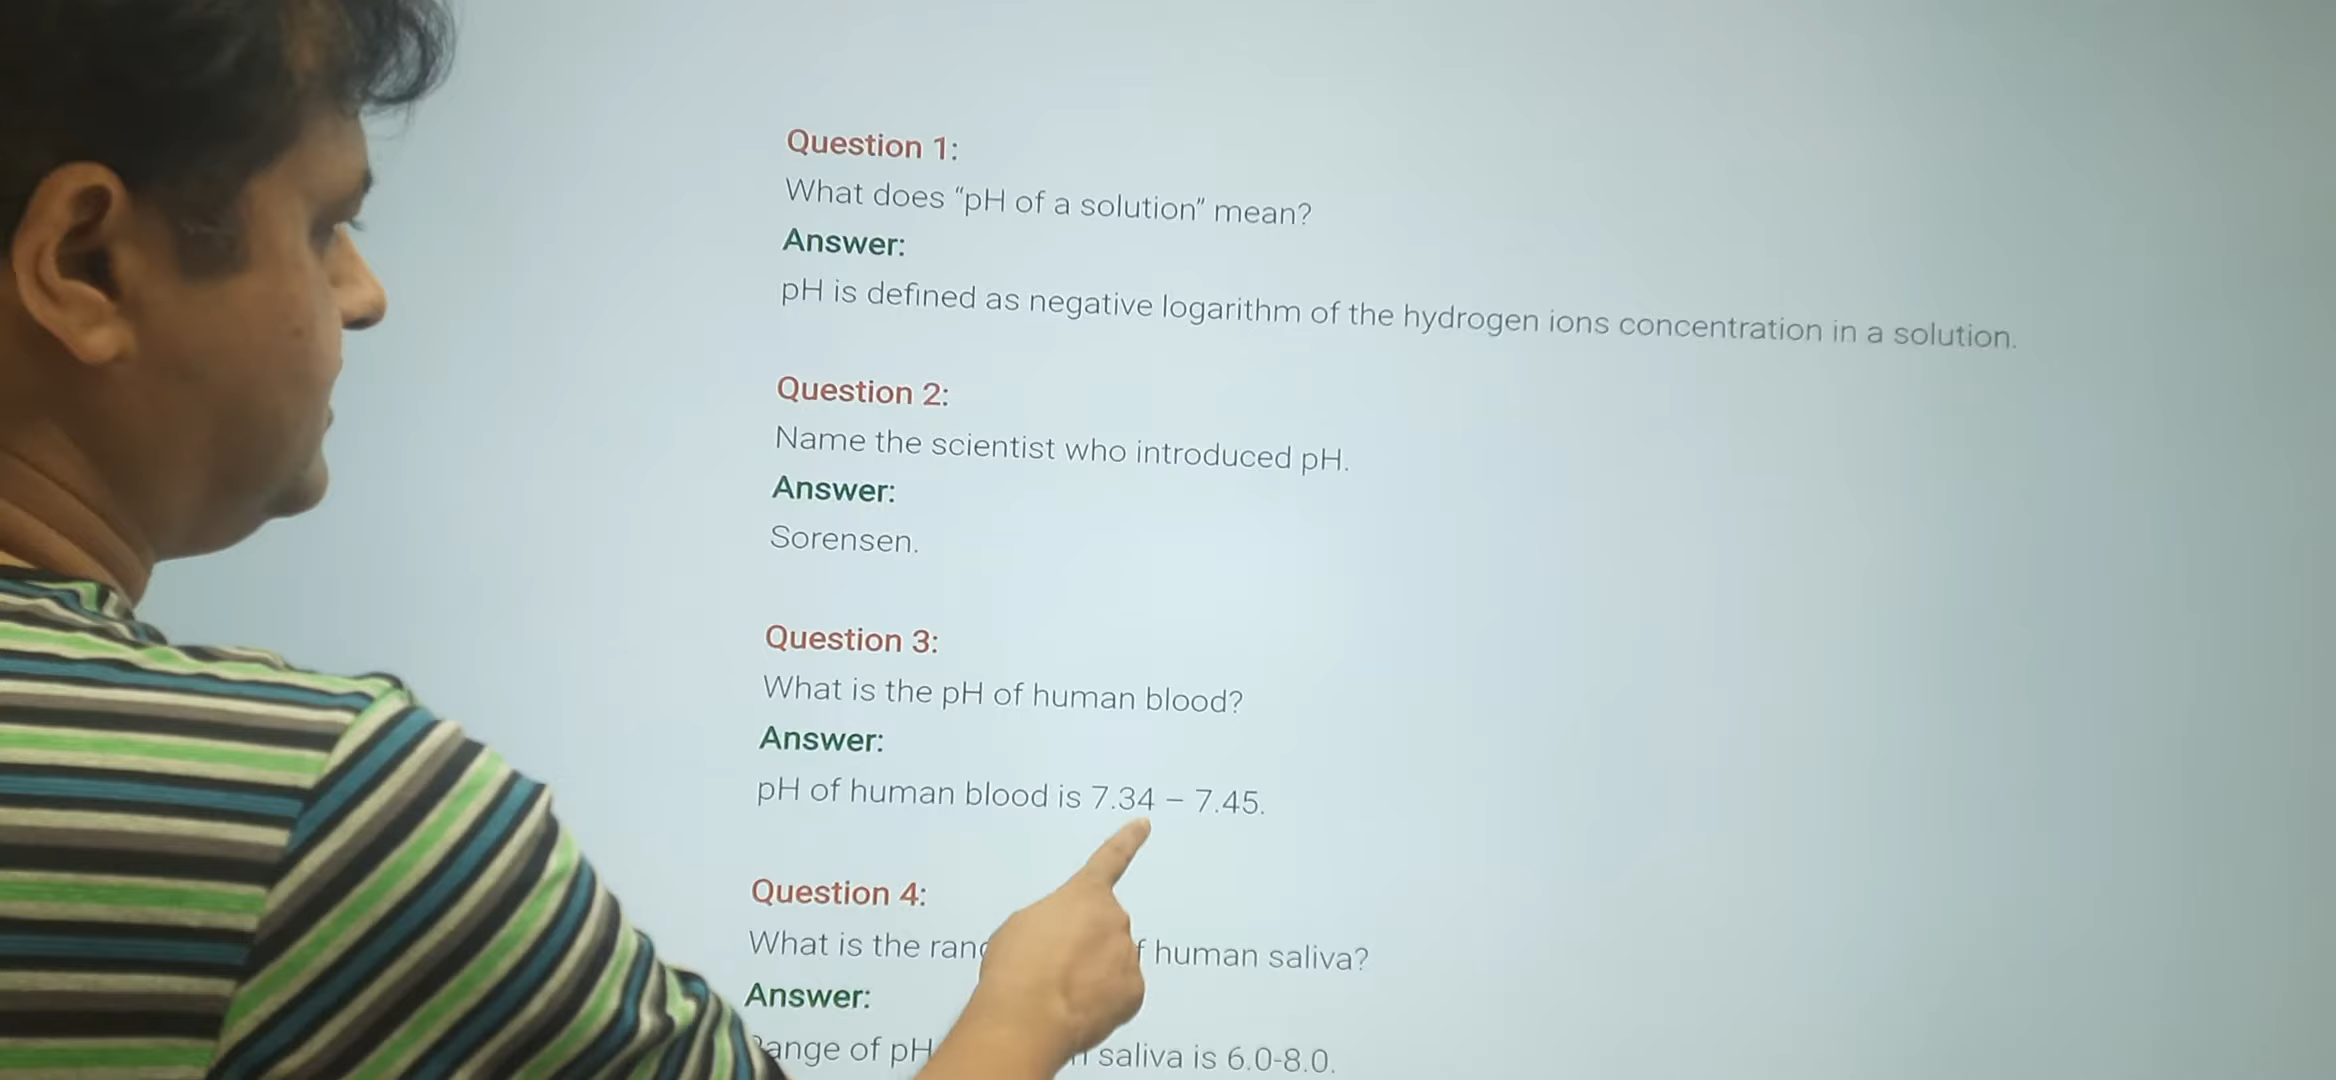 Question 1:
What does “pH of a solution” mean?
Answer:
pH is defined as negative logarithm of the hydrogen ions concentration in a solution.
Question 2:
Name the scientist who introduced pH.
Answer:
Sorensen.
Question 3:
What is the pH of human blood?
Answer:
pH of human blood is 7.34 – 7.45.
Question 4:
What is the human saliva?
Answer:
of pH saliva is 6.0-8.0.